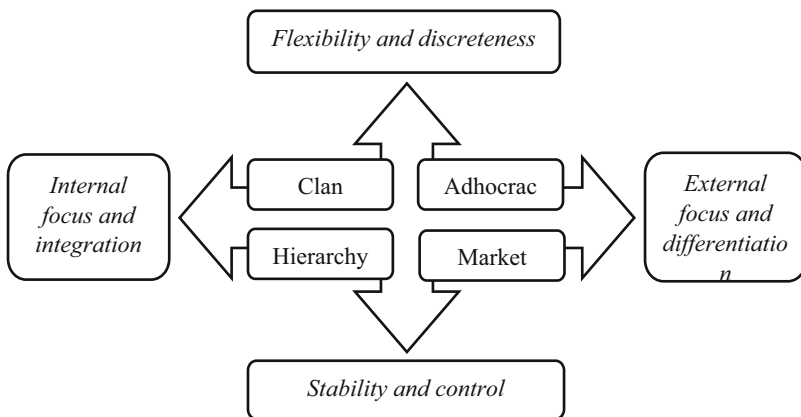 Flexibility and discreteness
Internal
focus and
integration
Clan
Adhocrac
External
focus and
differentiatio
n
Hierarchy
Market
Stability and control